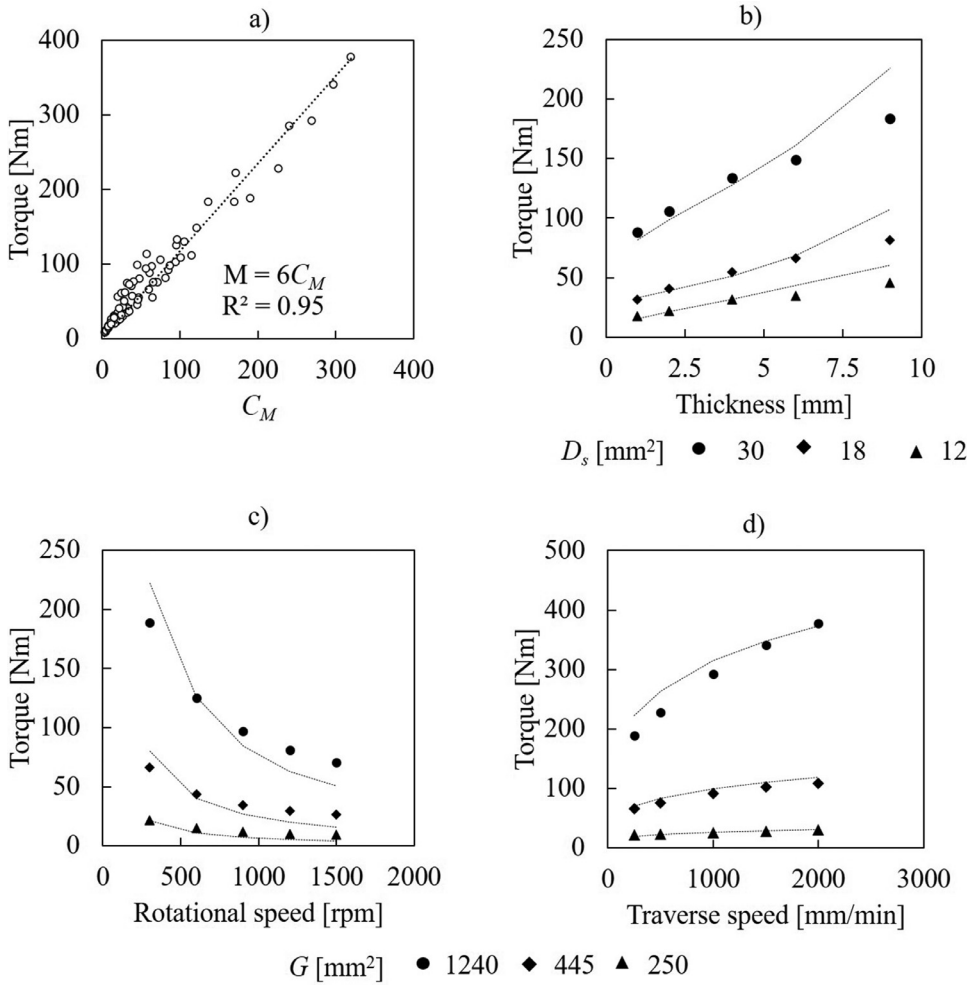 a)
400
300
200
100
0
Torque [Nm]
M = 6C_M
R² = 0.95
0 100 200 300 400
C_M
b)
250
200
150
100
50
0
Torque [Nm]
0 2.5 5 7.5 10
Thickness [mm]
D_s [mm²] 30 18 12
c)
250
200
150
100
50
0
Torque [Nm]
0 500 1000 1500 2000
Rotational speed [rpm]
d)
500
400
300
200
100
0
Torque [Nm]
0 1000 2000 3000
Traverse speed [mm/min]
G [mm²] 1240 445 250